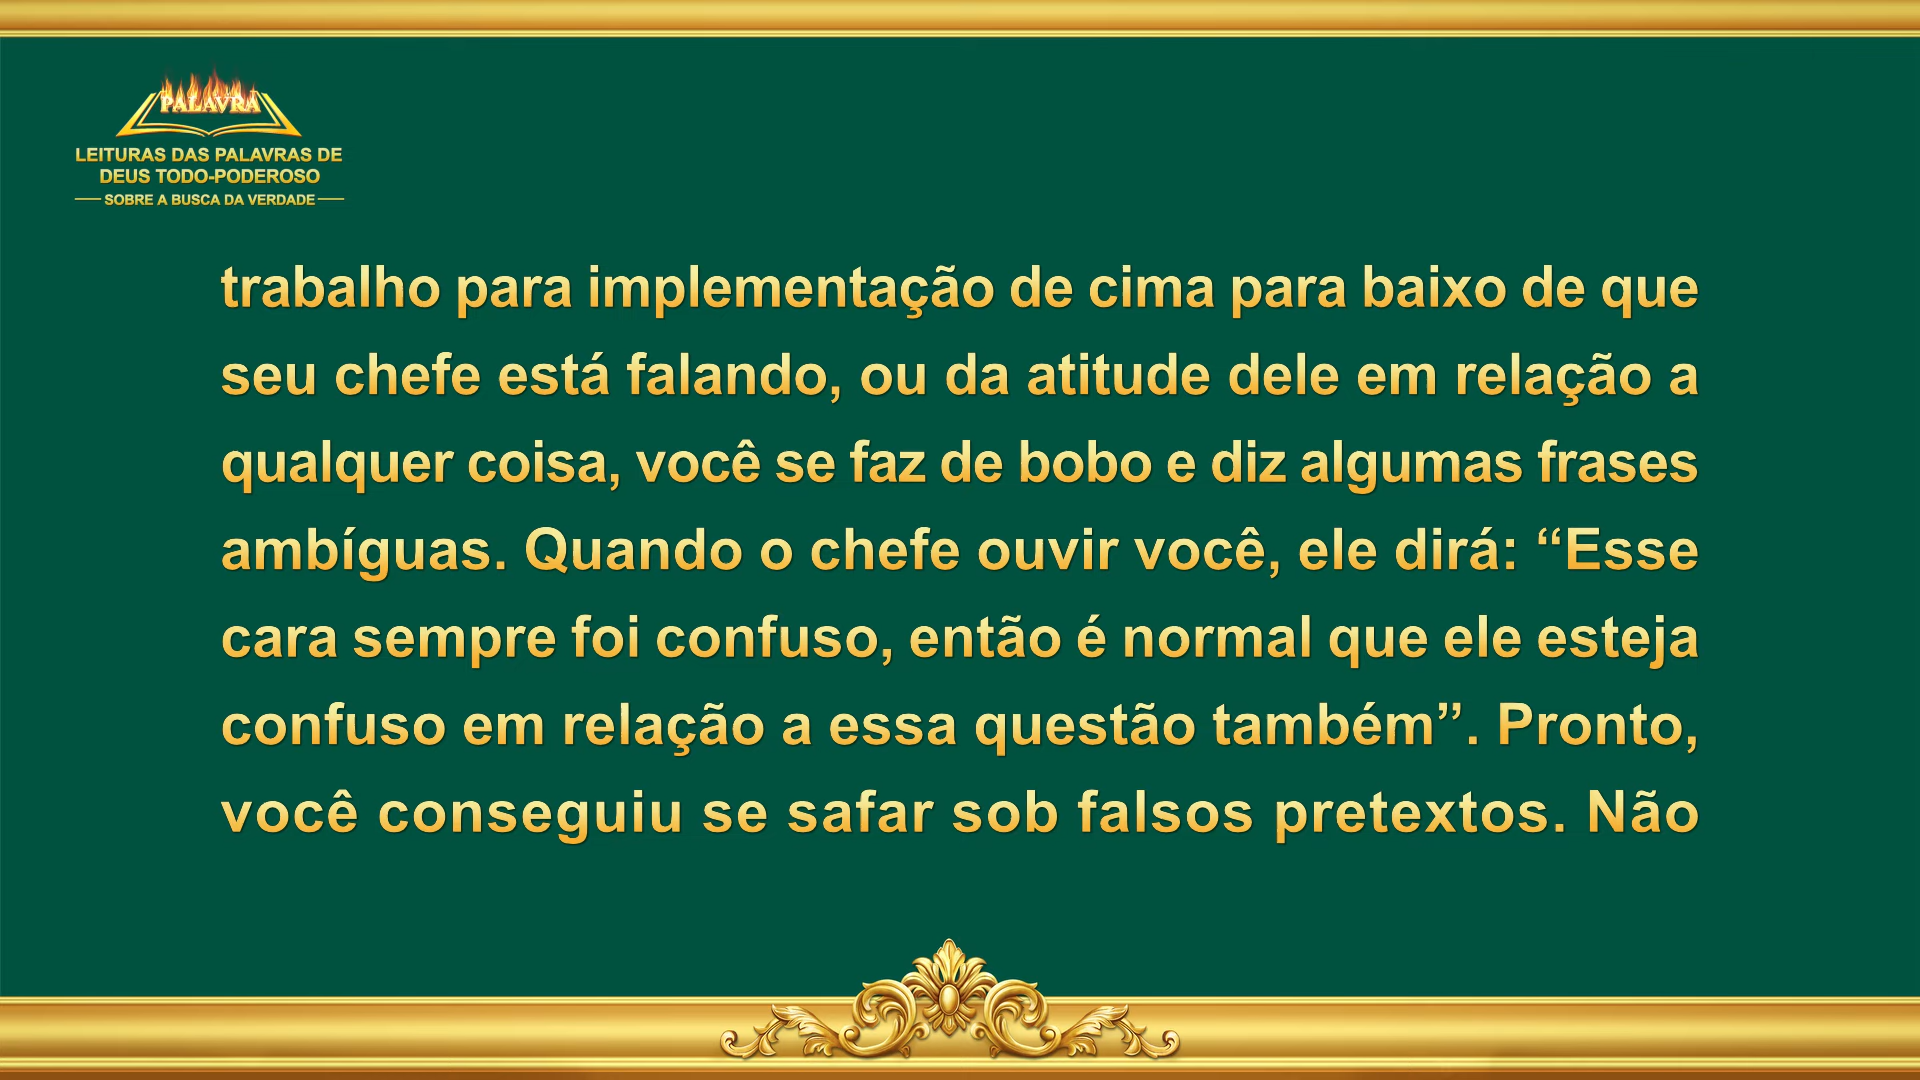 PALAVRA
LEITURAS DAS PALAVRAS DE
DEUS TODO-PODEROSO
SOBRE A BUSCA DA VERDADE
trabalho para implementação de cima para baixo de que
seu chefe está falando, ou da atitude dele em relação a
qualquer coisa, você se faz de bobo e diz algumas frases
ambíguas. Quando o chefe ouvir você, ele dirá: “Esse
cara sempre foi confuso, então é normal que ele esteja
confuso em relação a essa questão também”. Pronto,
você conseguiu se safar sob falsos pretextos. Não